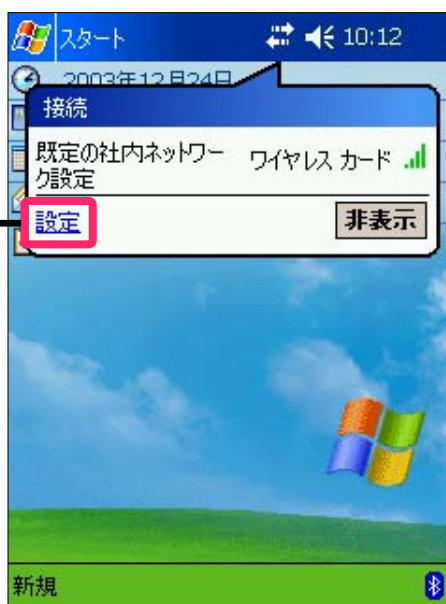 スタート 10:12
2003年12月24日
接続
既定の社内ネットワー
ク設定
ワイヤレス カード
設定 非表示
新規